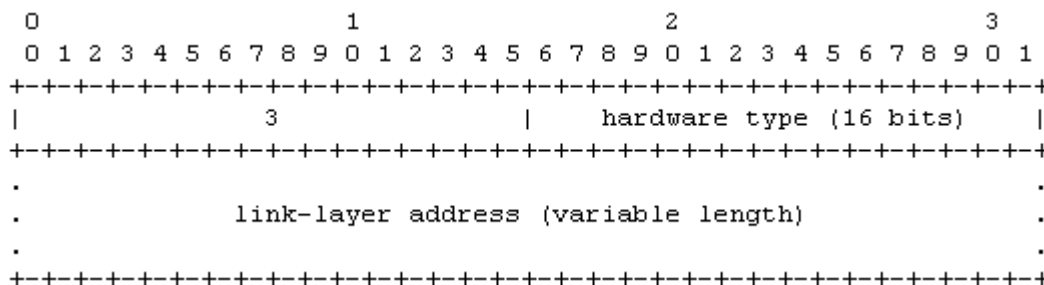 0                   1                   2                   3
 0 1 2 3 4 5 6 7 8 9 0 1 2 3 4 5 6 7 8 9 0 1 2 3 4 5 6 7 8 9 0 1
+-+-+-+-+-+-+-+-+-+-+-+-+-+-+-+-+-+-+-+-+-+-+-+-+-+-+-+-+-+-+-+-+
|               3               |    hardware type (16 bits)    |
+-+-+-+-+-+-+-+-+-+-+-+-+-+-+-+-+-+-+-+-+-+-+-+-+-+-+-+-+-+-+-+-+
.                                                               .
.             link-layer address (variable length)              .
.                                                               .
+-+-+-+-+-+-+-+-+-+-+-+-+-+-+-+-+-+-+-+-+-+-+-+-+-+-+-+-+-+-+-+-+